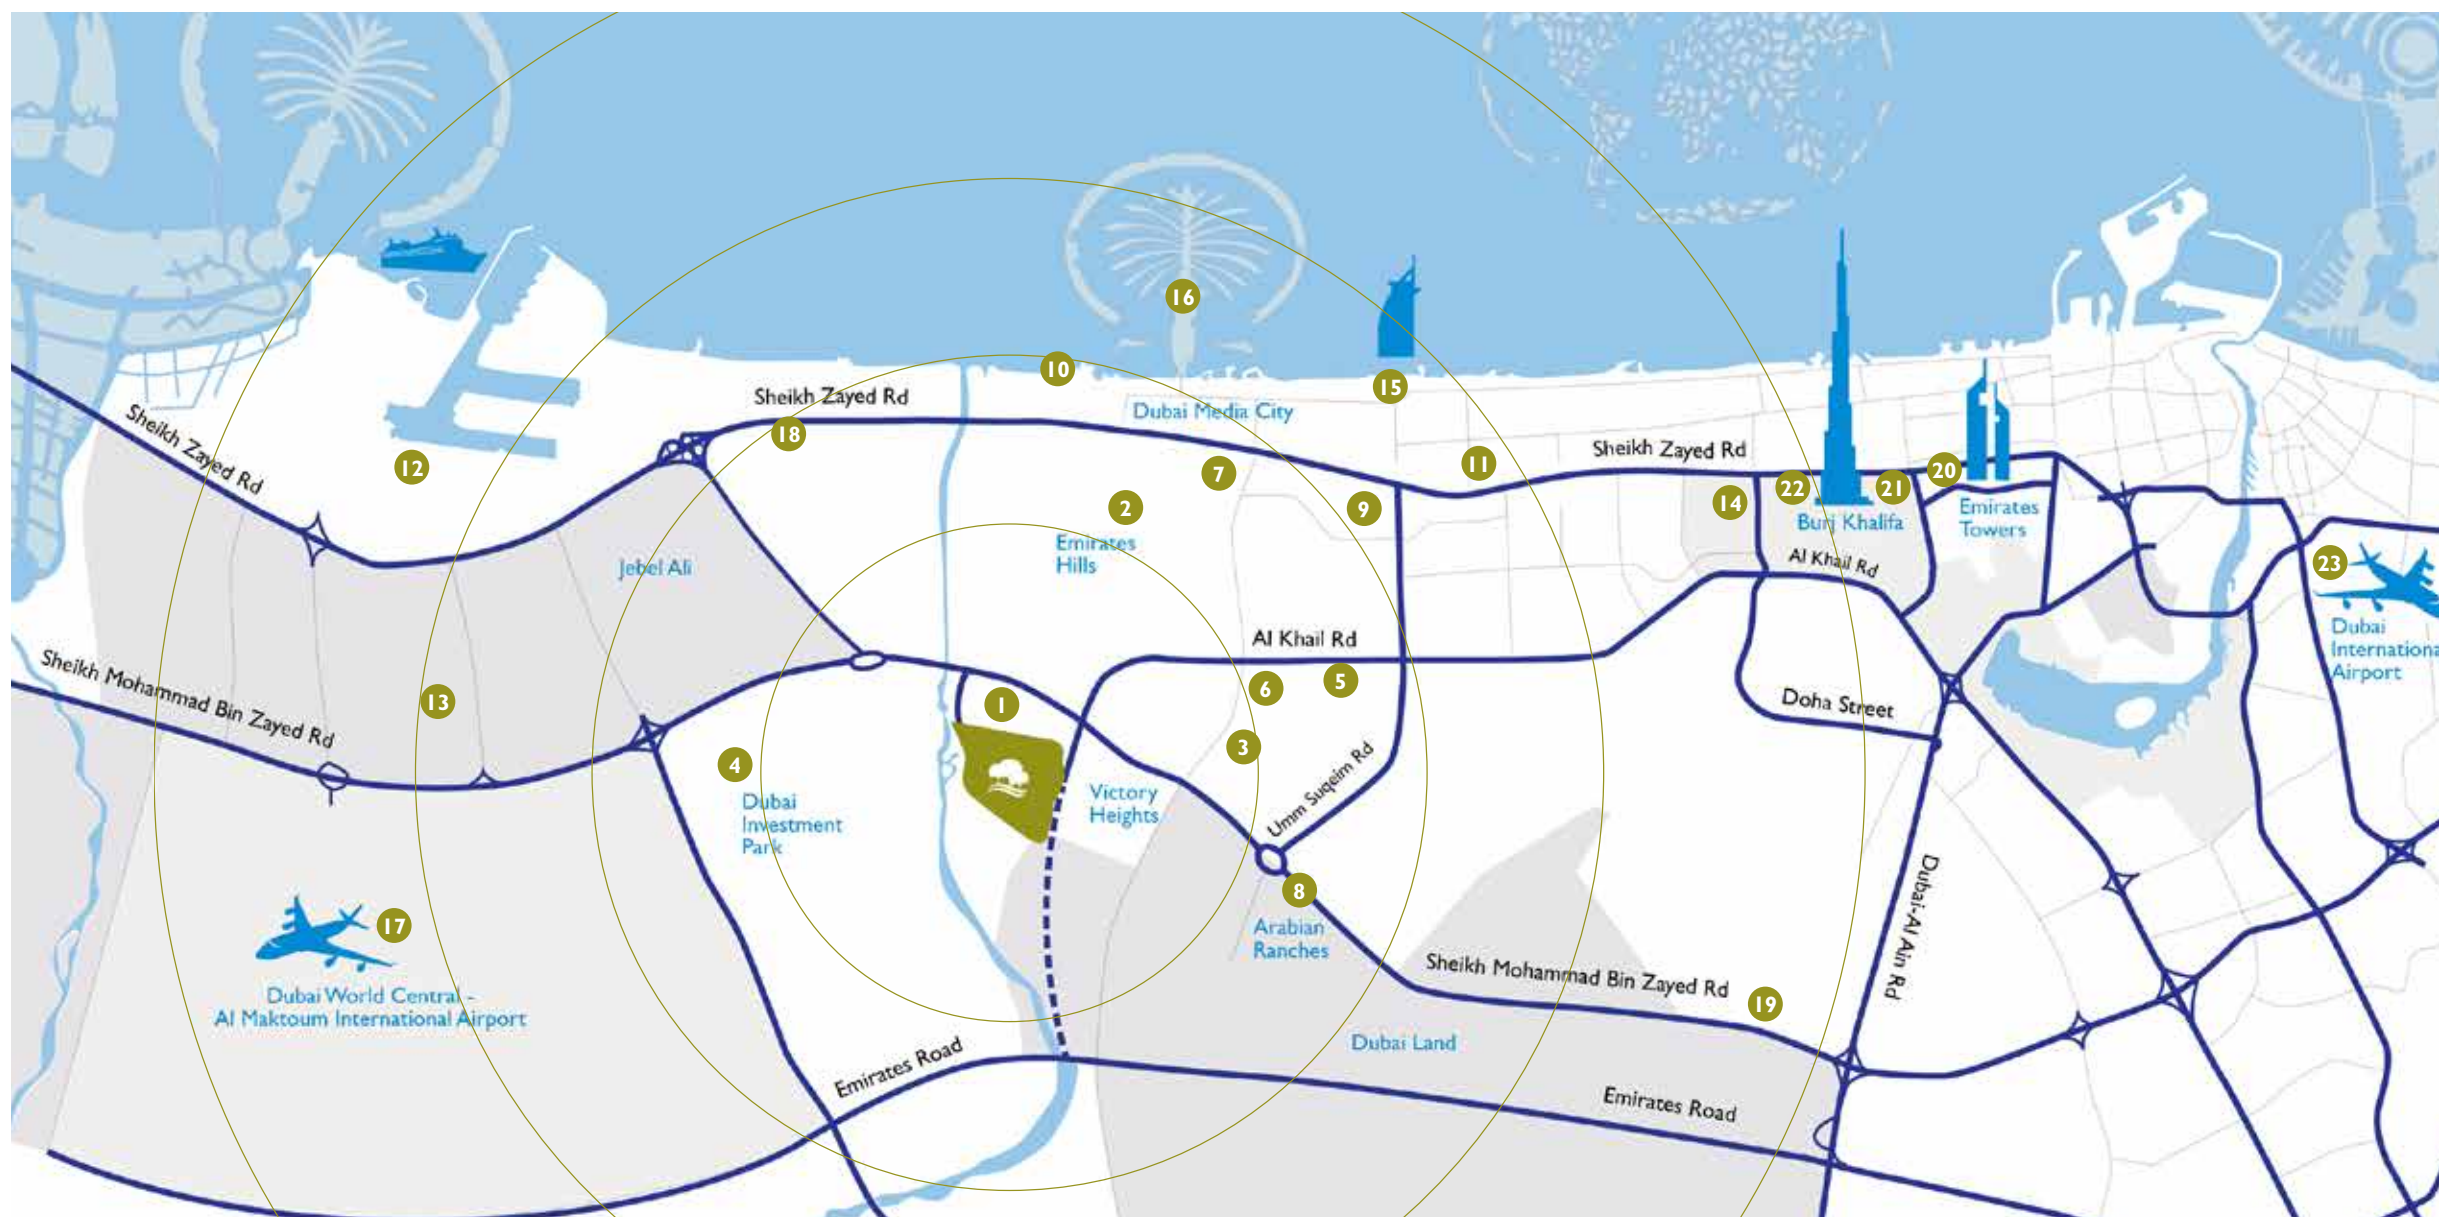 16
10
Sheikh Zayed Rd
Dubai Media City
15
Sheikh Zayed Rd
18
12
7
11
Sheikh Zayed Rd
20
2
9
14
22
21
Burj Khalifa
Emirates
Towers
Emirates
Hills
Jebel Ali
Al Khail Rd
23
Dubai
Internationa
Airport
Al Khail Rd
Sheikh Mohammad Bin Zayed Rd
13
1
6
5
Doha Street
3
4
Umm Suqeim Rd
Dubai
Investment
Park
Victory
Heights
Dubai-Al Ain Rd
8
17
Arabian
Ranches
Sheikh Mohammad Bin Zayed Rd
19
Dubai World Central -
Al Maktoum International Airport
Dubai Land
Emirates Road
Emirates Road